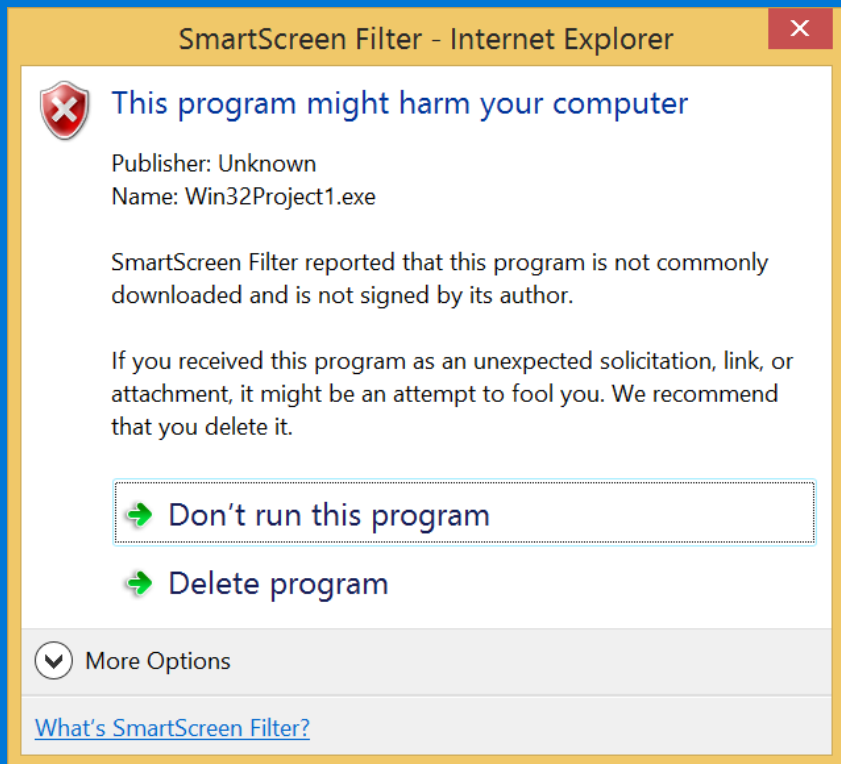 SmartScreen Filter - Internet Explorer
This program might harm your computer
Publisher: Unknown
Name: Win32Project1.exe
SmartScreen Filter reported that this program is not commonly
downloaded and is not signed by its author.
If you received this program as an unexpected solicitation, link, or
attachment, it might be an attempt to fool you. We recommend
that you delete it.
Don't run this program
Delete program
More Options
What's SmartScreen Filter?